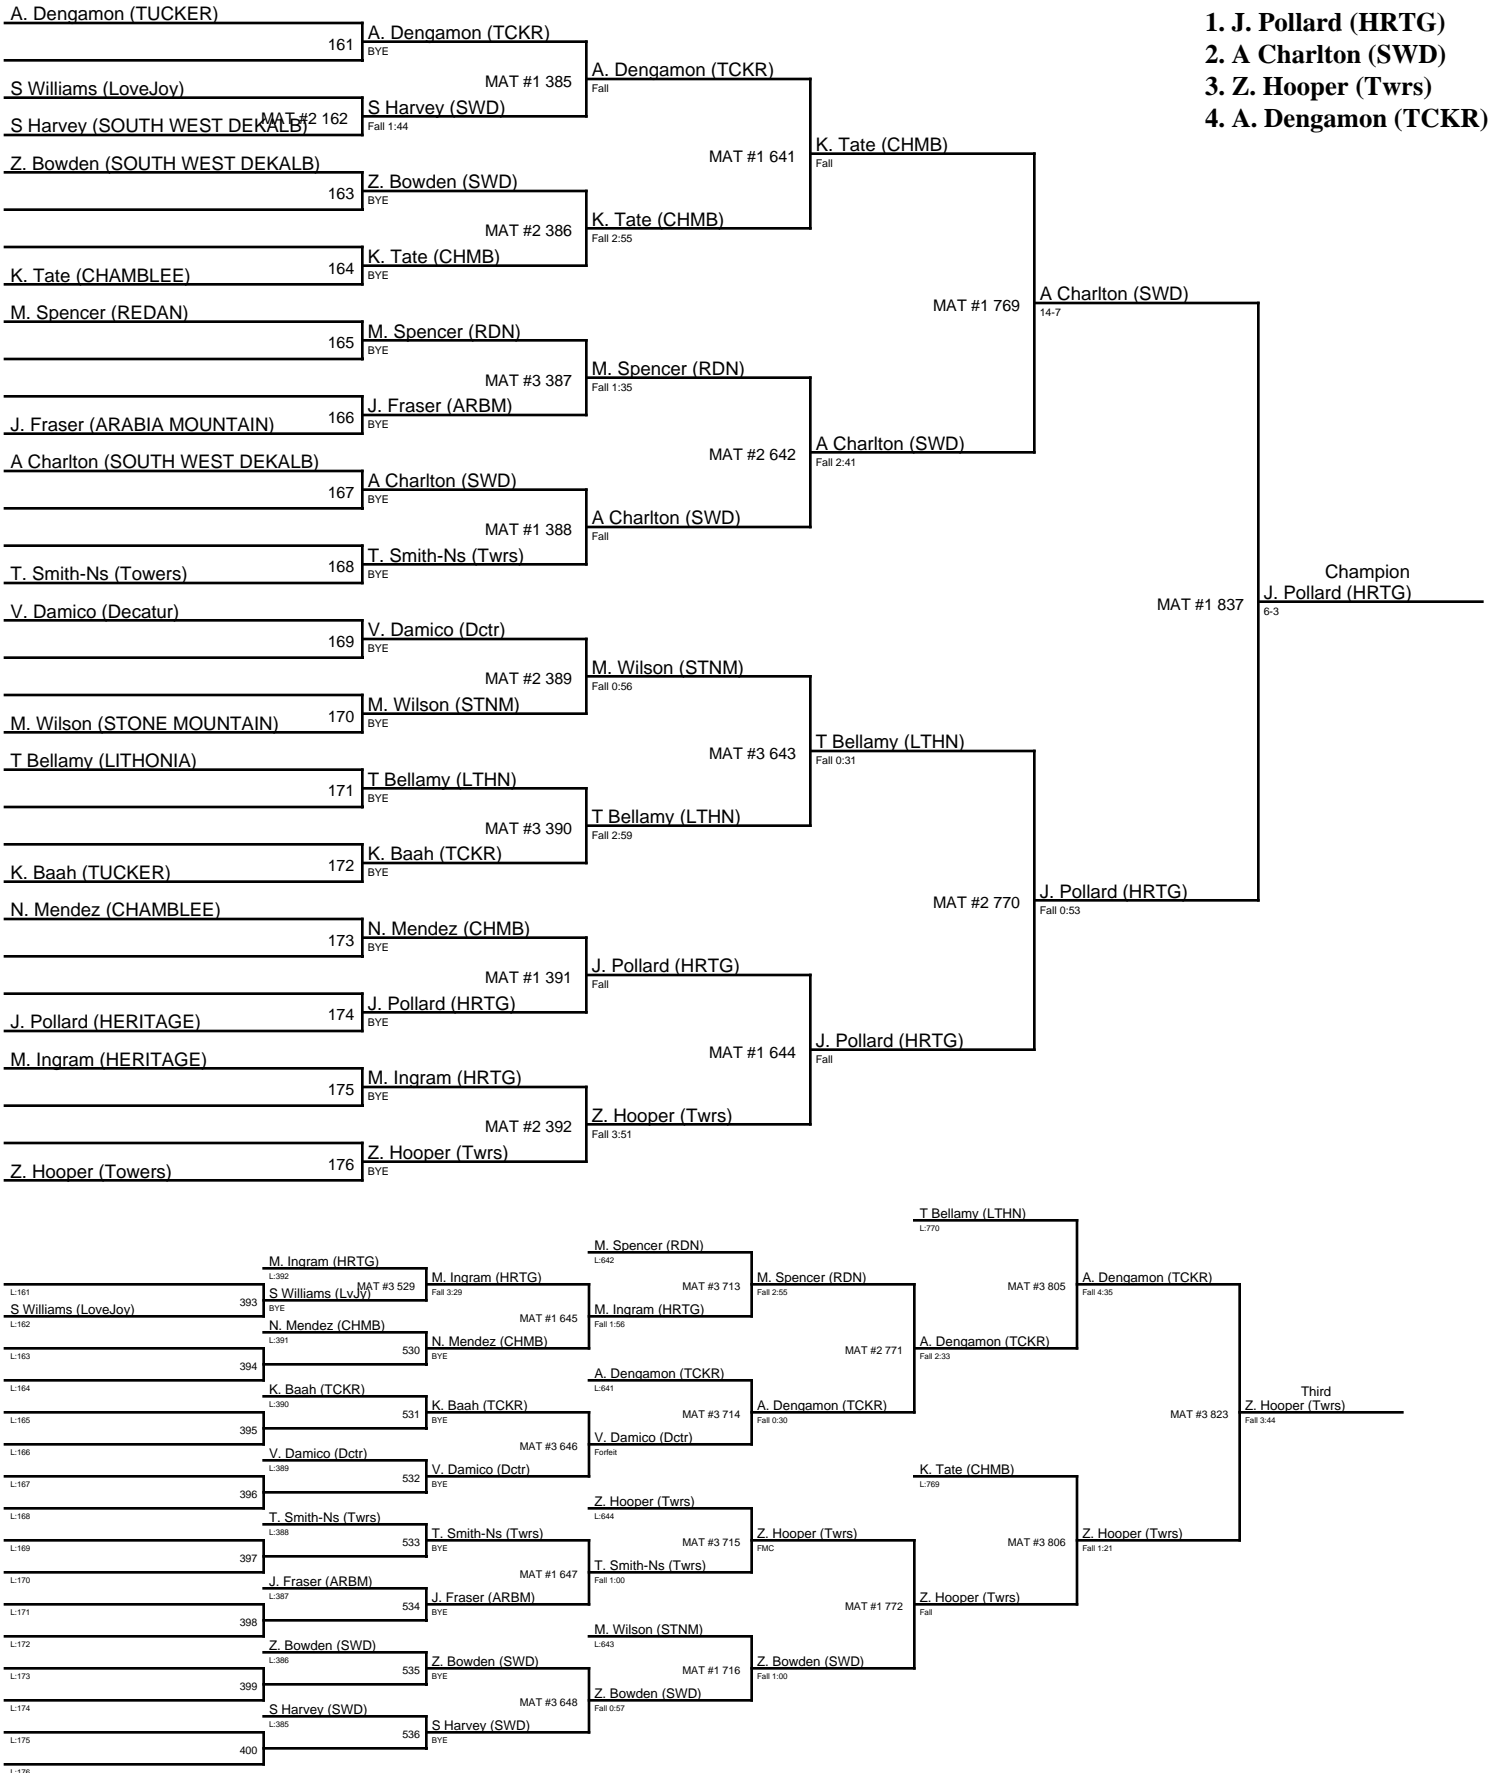 1. J. Pollard (HRTG)
2. A Charlton (SWD)
3. Z. Hooper (Twrs)
4. A. Dengamon (TCKR)
A. Dengamon (TUCKER)
161
S Williams (LoveJoy)
MAT #2 162
S Harvey (SOUTH WEST DEKALB)
Z. Bowden (SOUTH WEST DEKALB)
163
164
K. Tate (CHAMBLEE)
M. Spencer (REDAN)
165
166
J. Fraser (ARABIA MOUNTAIN)
A Charlton (SOUTH WEST DEKALB)
167
168
T. Smith-Ns (Towers)
V. Damico (Decatur)
169
170
M. Wilson (STONE MOUNTAIN)
T Bellamy (LITHONIA)
171
172
K. Baah (TUCKER)
N. Mendez (CHAMBLEE)
173
174
J. Pollard (HERITAGE)
M. Ingram (HERITAGE)
175
176
Z. Hooper (Towers)
A. Dengamon (TCKR)
BYE
MAT #1 385
S Harvey (SWD)
Fall 1:44
Z. Bowden (SWD)
BYE
MAT #2 386
K. Tate (CHMB)
BYE
M. Spencer (RDN)
BYE
MAT #3 387
J. Fraser (ARBM)
BYE
A Charlton (SWD)
BYE
MAT #1 388
T. Smith-Ns (Twrs)
BYE
V. Damico (Dctr)
BYE
MAT #2 389
M. Wilson (STNM)
BYE
T Bellamy (LTHN)
BYE
MAT #3 390
K. Baah (TCKR)
BYE
N. Mendez (CHMB)
BYE
MAT #1 391
J. Pollard (HRTG)
BYE
M. Ingram (HRTG)
BYE
MAT #2 392
Z. Hooper (Twrs)
BYE
A. Dengamon (TCKR)
Fall
MAT #1 641
K. Tate (CHMB)
Fall 2:55
M. Spencer (RDN)
Fall 1:35
MAT #2 642
A Charlton (SWD)
Fall
M. Wilson (STNM)
Fall 0:56
MAT #3 643
T Bellamy (LTHN)
Fall 2:59
J. Pollard (HRTG)
Fall
MAT #1 644
Z. Hooper (Twrs)
Fall 3:51
K. Tate (CHMB)
Fall
MAT #1 769
A Charlton (SWD)
Fall 2:41
T Bellamy (LTHN)
Fall 0:31
MAT #2 770
J. Pollard (HRTG)
Fall
A Charlton (SWD)
14-7
MAT #1 837
J. Pollard (HRTG)
Fall 0:53
Champion
J. Pollard (HRTG)
6-3
L:161
393
S Williams (LoveJoy)
L:162
L:163
394
L:164
L:165
395
L:166
L:167
396
L:168
L:169
397
L:170
L:171
398
L:172
L:173
399
L:174
L:175
400
L:176
M. Ingram (HRTG)
L:392
MAT #3 529
S Williams (LvJy)
BYE
N. Mendez (CHMB)
L:391
530
K. Baah (TCKR)
L:390
531
V. Damico (Dctr)
L:389
532
T. Smith-Ns (Twrs)
L:388
533
J. Fraser (ARBM)
L:387
534
Z. Bowden (SWD)
L:386
535
S Harvey (SWD)
L:385
536
M. Ingram (HRTG)
Fall 3:29
MAT #1 645
N. Mendez (CHMB)
BYE
K. Baah (TCKR)
BYE
MAT #3 646
V. Damico (Dctr)
BYE
T. Smith-Ns (Twrs)
BYE
MAT #1 647
J. Fraser (ARBM)
BYE
Z. Bowden (SWD)
BYE
MAT #3 648
S Harvey (SWD)
BYE
M. Spencer (RDN)
L:642
MAT #3 713
M. Ingram (HRTG)
Fall 1:56
A. Dengamon (TCKR)
L:641
MAT #3 714
V. Damico (Dctr)
Forfeit
Z. Hooper (Twrs)
L:644
MAT #3 715
T. Smith-Ns (Twrs)
Fall 1:00
M. Wilson (STNM)
L:643
MAT #1 716
Z. Bowden (SWD)
Fall 0:57
M. Spencer (RDN)
Fall 2:55
MAT #2 771
A. Dengamon (TCKR)
Fall 0:30
Z. Hooper (Twrs)
FMC
MAT #1 772
Z. Bowden (SWD)
Fall 1:00
T Bellamy (LTHN)
L:770
MAT #3 805
A. Dengamon (TCKR)
Fall 2:33
K. Tate (CHMB)
L:769
MAT #3 806
Z. Hooper (Twrs)
Fall
A. Dengamon (TCKR)
Fall 4:35
MAT #3 823
Z. Hooper (Twrs)
Fall 1:21
Third
Z. Hooper (Twrs)
Fall 3:44